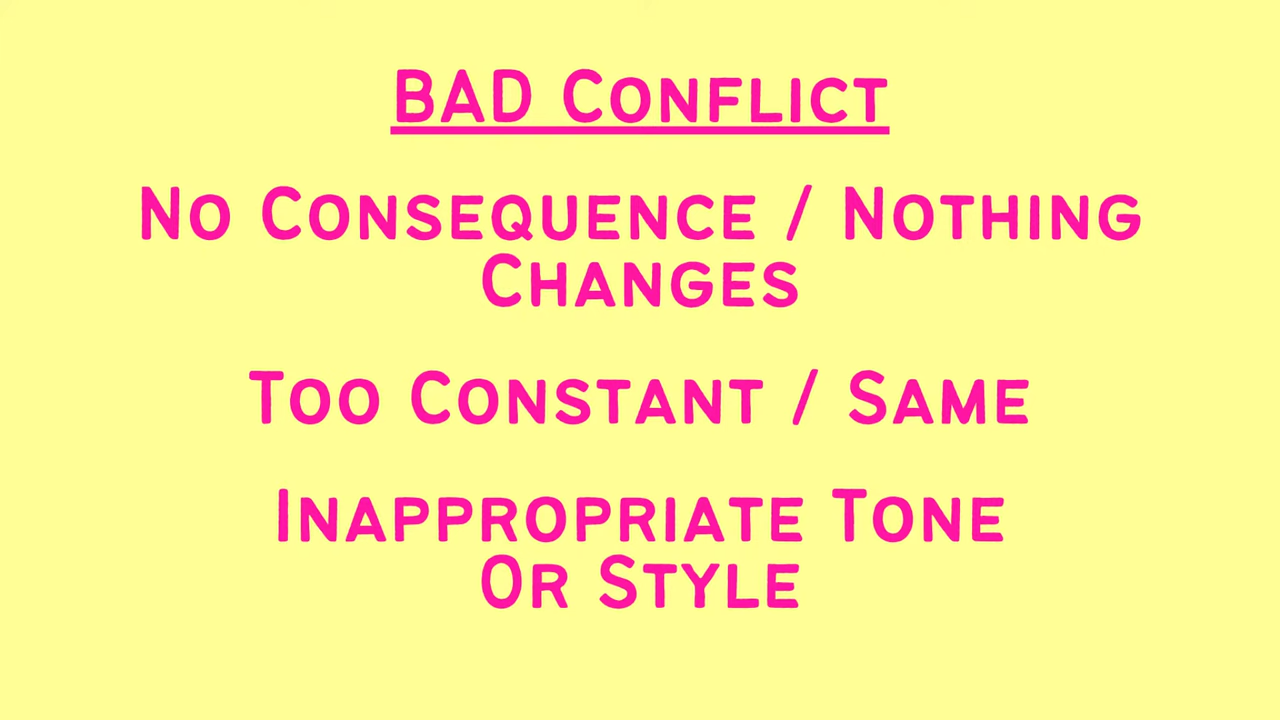 BAD Conflict
No Consequence / Nothing
Changes
Too Constant / Same
Inappropriate Tone
Or Style